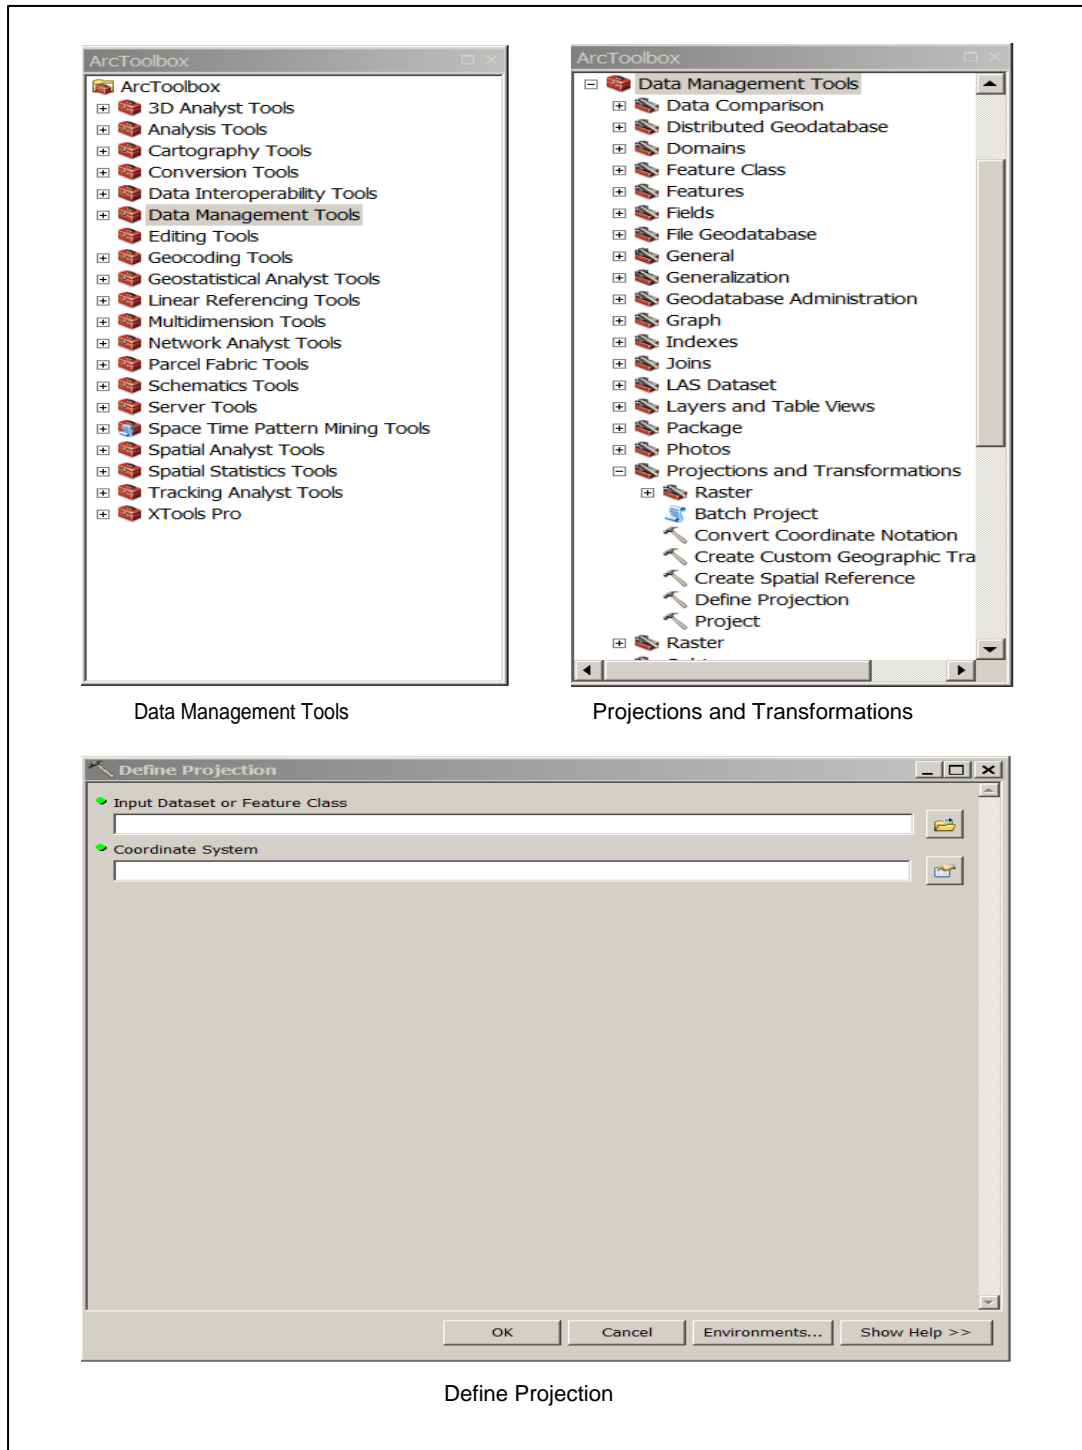 ArcToolbox
ArcToolbox
3D Analyst Tools
Analysis Tools
Cartography Tools
Conversion Tools
Data Interoperability Tools
Data Management Tools
Editing Tools
Geocoding Tools
Geostatistical Analyst Tools
Linear Referencing Tools
Multidimension Tools
Network Analyst Tools
Parcel Fabric Tools
Schematics Tools
Server Tools
Space Time Pattern Mining Tools
Spatial Analyst Tools
Spatial Statistics Tools
Tracking Analyst Tools
XTools Pro
Data Management Tools
ArcToolbox
Data Management Tools
Data Comparison
Distributed Geodatabase
Domains
Feature Class
Features
Fields
File Geodatabase
General
Generalization
Geodatabase Administration
Graph
Indexes
Joins
LAS Dataset
Layers and Table Views
Package
Photos
Projections and Transformations
Raster
Batch Project
Convert Coordinate Notation
Create Custom Geographic Tra
Create Spatial Reference
Define Projection
Project
Raster
Projections and Transformations
Define Projection
Input Dataset or Feature Class
Coordinate System
OK Cancel Environments... Show Help >>
Define Projection